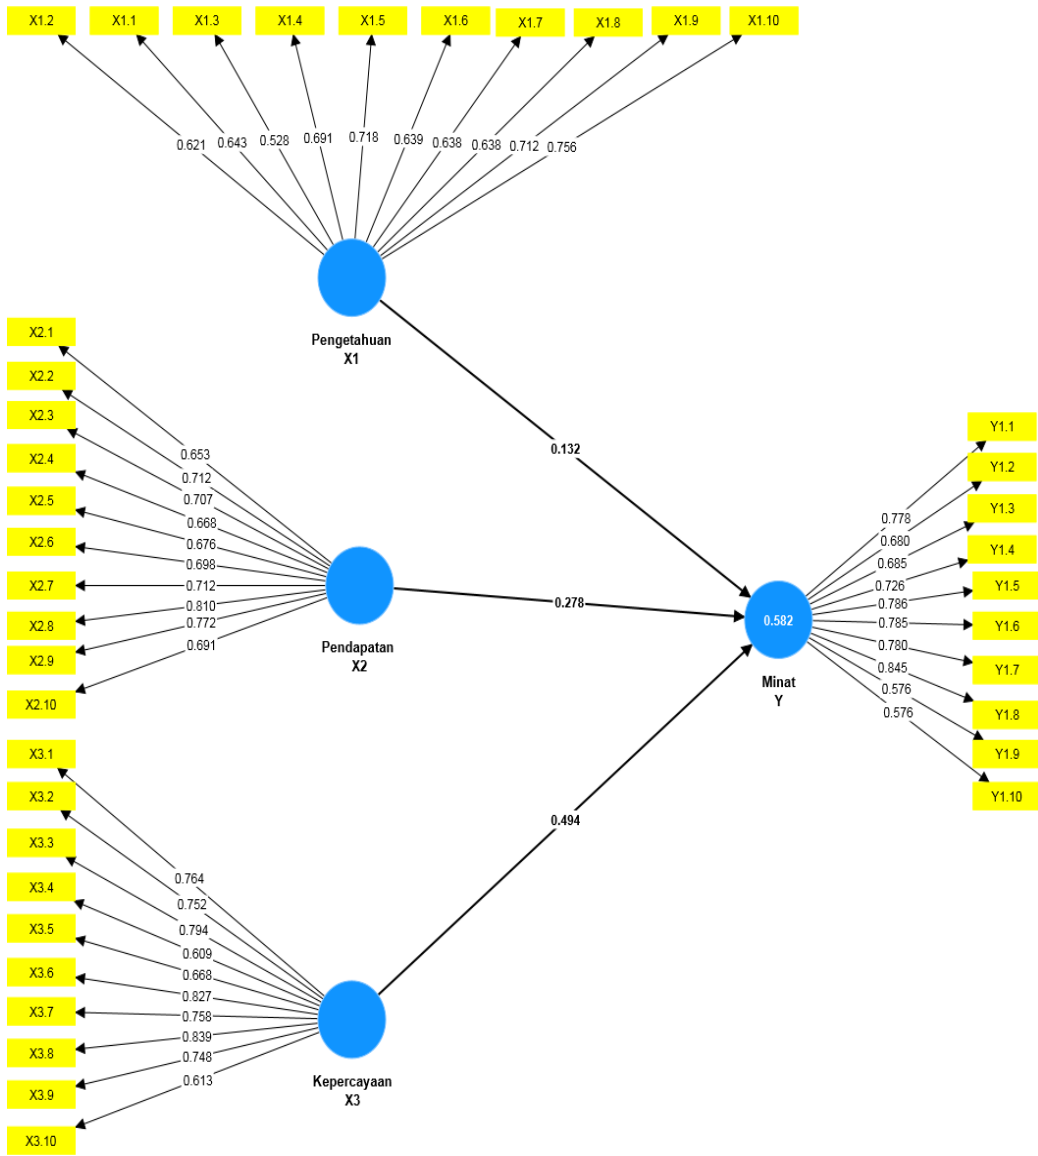 X1.2 X1.1 X1.3 X1.4 X1.5 X1.6 X1.7 X1.8 X1.9 X1.10
0.621 0.643 0.528 0.691 0.718 0.639 0.638 0.638 0.712 0.756
Pengetahuan
X1
0.132
X2.1
X2.2
X2.3
X2.4
X2.5
X2.6
X2.7
X2.8
X2.9
X2.10
0.653
0.712
0.707
0.668
0.676
0.698
0.712
0.810
0.772
0.691
Pendapatan
X2
0.278
X3.1
X3.2
X3.3
X3.4
X3.5
X3.6
X3.7
X3.8
X3.9
X3.10
0.764
0.752
0.794
0.609
0.668
0.827
0.758
0.839
0.748
0.613
Kepercayaan
X3
0.494
0.582
Minat
Y
0.778
0.680
0.685
0.726
0.786
0.785
0.780
0.845
0.576
0.576
Y1.1
Y1.2
Y1.3
Y1.4
Y1.5
Y1.6
Y1.7
Y1.8
Y1.9
Y1.10